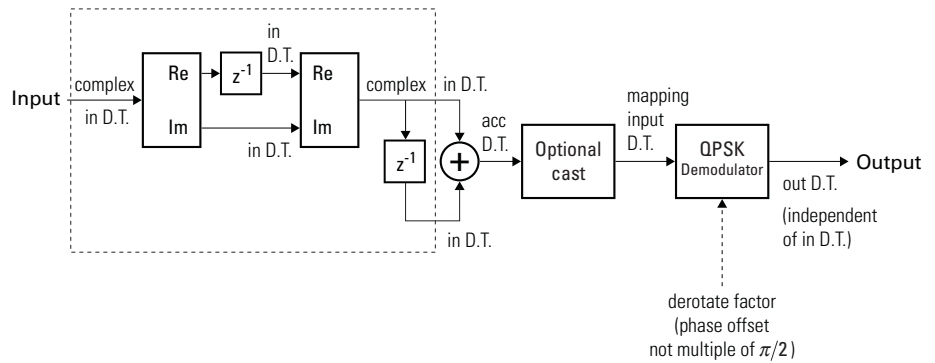 Input
complex
in D.T.
Re
Im
z-1
in
D.T.
in D.T.
Re
Im
complex
z-1
in D.T.
+
in D.T.
acc
D.T.
Optional
cast
mapping
input
D.T.
QPSK
Demodulator
out D.T.
(independent
of in D.T.)
Output
derotate factor
(phase offset
not multiple of π/2)